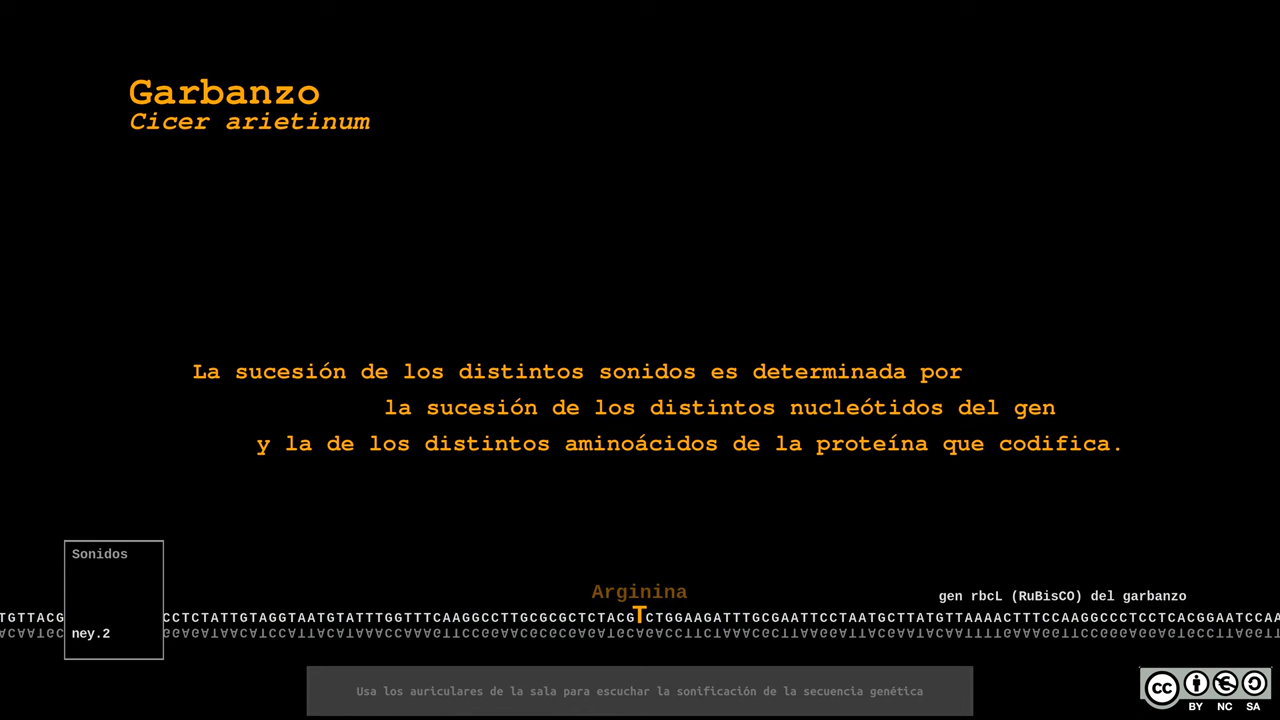 Garbanzo
Cicer arietinum
La sucesión de los distintos sonidos es determinada por
la sucesión de los distintos nucleótidos del gen
y la de los distintos aminoácidos de la proteína que codifica.
Sonidos
Arginina
gen rbcL (RuBisCO) del garbanzo
TGTTACG CCTCTATTGTAGGTAATGTATTTGGTTTCAAGGCCTTGCGCGCTCTACGTCTGGAAGATTTGCGAATTCCTAATGCTTATGTTAAAACTTTCCAAGGCCCTCCTCACGGAATCCAA
ney.2
Usa los auriculares de la sala para escuchar la sonificación de la secuencia genética
cc
BY NC SA